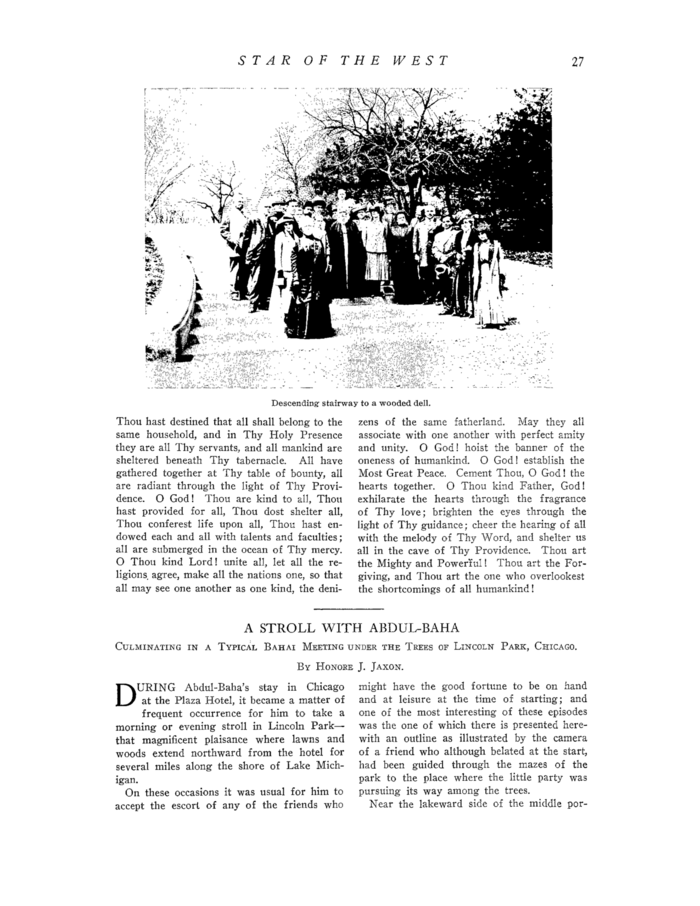 STAR OF THE WEST 27
Descending stairway to a wooded dell.
Thou hast destined that all shall belong to the
same household, and in Thy Holy Presence
they are all Thy servants, and all mankind are
sheltered beneath Thy tabernacle. All have
gathered together at Thy table of bounty, all
are radiant through the light of Thy Provi-
dence. O God! Thou are kind to all, Thou
hast provided for all, Thou dost shelter all,
Thou conferest life upon all, Thou hast en-
dowed each and all with talents and faculties;
all are submerged in the ocean of Thy mercy.
O Thou kind Lord! unite all, let all the re-
ligions agree, make all the nations one, so that
all may see one another as one kind, the deni-
zens of the same fatherland. May they all
associate with one another with perfect amity
and unity. O God! hoist the banner of the
oneness of humankind. O God! establish the
Most Great Peace. Cement Thou, O God! the
hearts together. O Thou kind Father, God!
exhilarate the hearts through the fragrance
of Thy love; brighten the eyes through the
light of Thy guidance; cheer the hearing of all
with the melody of Thy Word, and shelter us
all in the cave of Thy Providence. Thou art
the Mighty and Powerful! Thou art the For-
giving, and Thou art the one who overlookest
the shortcomings of all humankind!
A STROLL WITH ABDUL-BAHA
CULMINATING IN A TYPICAL BAHAI MEETING UNDER THE TREES OF LINCOLN PARK, CHICAGO.
BY HONORE J. JAXON.
DURING Abdul-Baha's stay in Chicago
at the Plaza Hotel, it became a matter of
frequent occurrence for him to take a
morning or evening stroll in Lincoln Park—
that magnificent plaisance where lawns and
woods extend northward from the hotel for
several miles along the shore of Lake Mich-
igan.
On these occasions it was usual for him to
accept the escort of any of the friends who
might have the good fortune to be on hand
and at leisure at the time of starting; and
one of the most interesting of these episodes
was the one of which there is presented here-
with an outline as illustrated by the camera
of a friend who although belated at the start,
had been guided through the mazes of the
park to the place where the little party was
pursuing its way among the trees.
Near the lakeward side of the middle por-